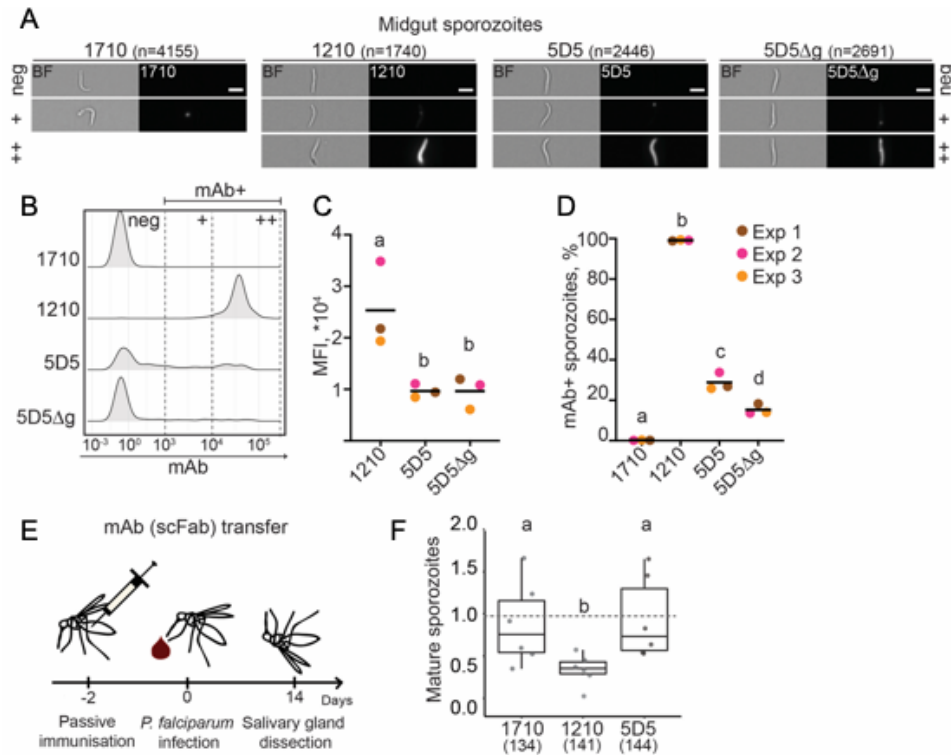 A
Midgut sporozoites
1710 (n=4155) 1210 (n=1740) 5D5 (n=2446) 5D5Δg (n=2691)
neg BF 1710 BF 1210 BF 5D5 BF 5D5Δg neg
+ +
++ ++
B
mAb+
neg + ++
1710
1210
5D5
5D5Δg
10-3 100 103 104 105
mAb
C
MFI, *10⁴
4
2
1
a
b
b
1210 5D5 5D5Δg
D
mAb+ sporozoites, %
100
80
60
40
20
0
a
b
c
d
Exp 1
Exp 2
Exp 3
1710 1210 5D5 5D5Δg
E
mAb (scFab) transfer
-2 0 14 Days
Passive immunisation
P. falciparum infection
Salivary gland dissection
F
Mature sporozoites
2.0
1.5
1.0
0.5
0.0
a
b
a
1710 1210 5D5
(134) (141) (144)